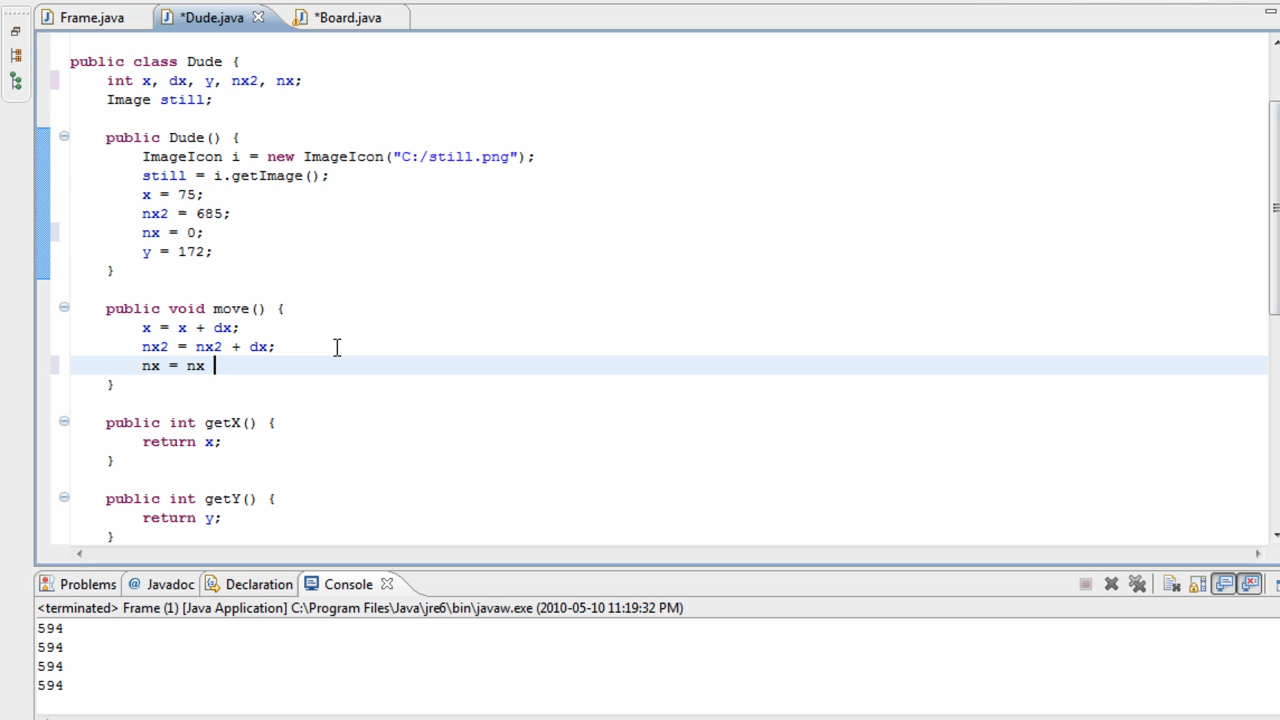 Frame.java
*Dude.java
*Board.java
public class Dude {
int x, dx, y, nx2, nx;
Image still;
public Dude() {
ImageIcon i = new ImageIcon("C:/still.png");
still = i.getImage();
x = 75;
nx2 = 685;
nx = 0;
y = 172;
}
public void move() {
x = x + dx;
nx2 = nx2 + dx;
nx = nx
}
public int getX() {
return x;
}
public int getY() {
return y;
}
Problems
@ Javadoc
Declaration
Console
<terminated> Frame (1) [Java Application] C:\Program Files\Java\jre6\bin\javaw.exe (2010-05-10 11:19:32 PM)
594
594
594
594